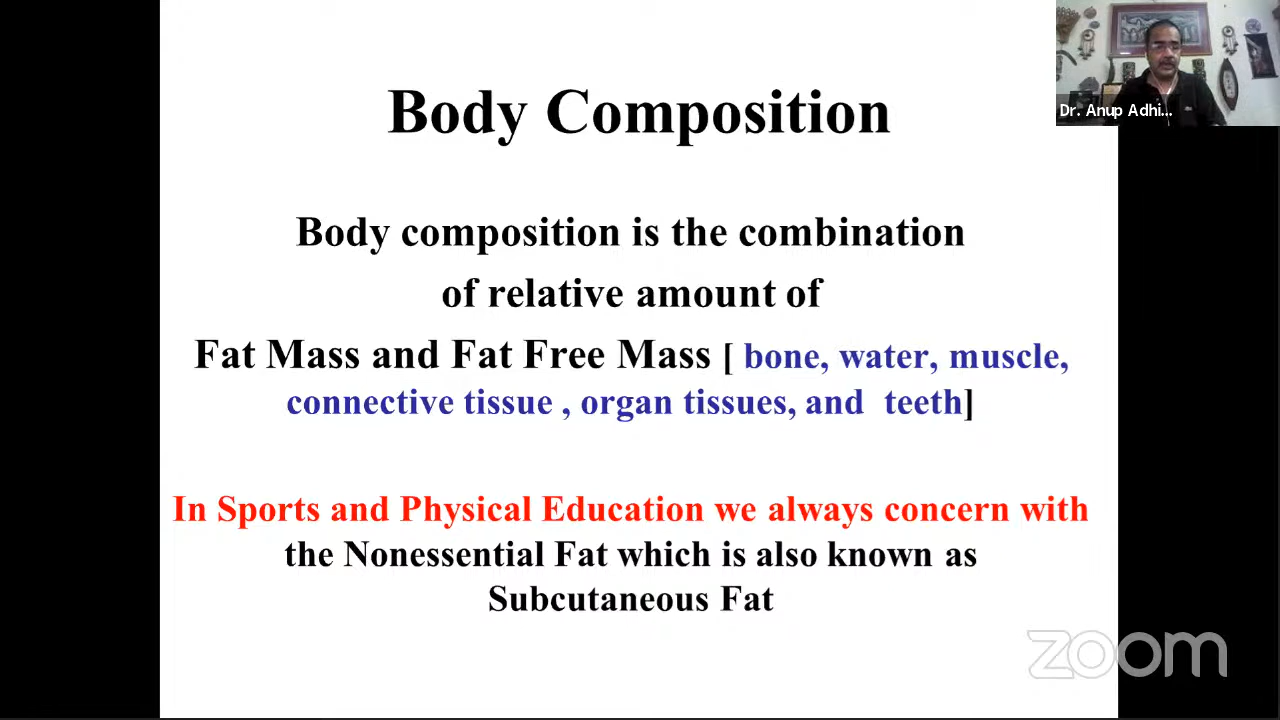 Body Composition
Dr. Anup Adhi...
Body composition is the combination
of relative amount of
Fat Mass and Fat Free Mass [ bone, water, muscle,
connective tissue , organ tissues, and teeth]
In Sports and Physical Education we always concern with
the Nonessential Fat which is also known as
Subcutaneous Fat
zoom